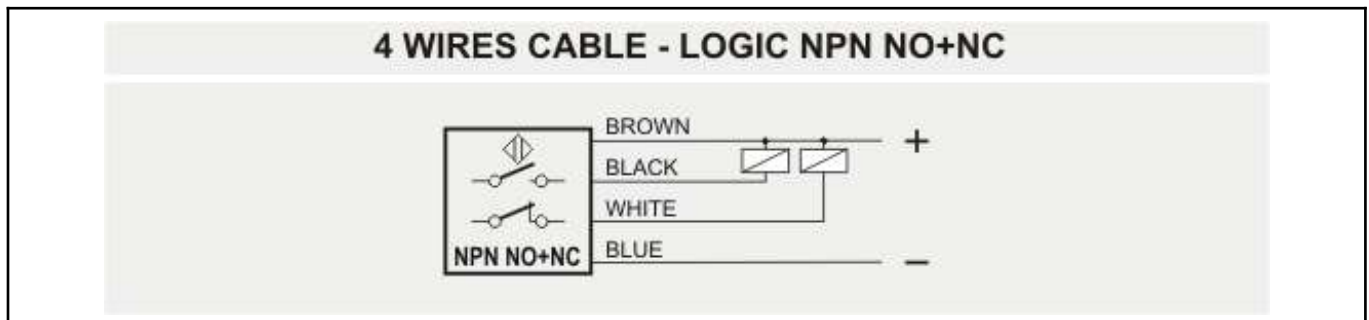 4 WIRES CABLE - LOGIC NPN NO+NC
BROWN
+
BLACK
WHITE
BLUE
NPN NO+NC
−